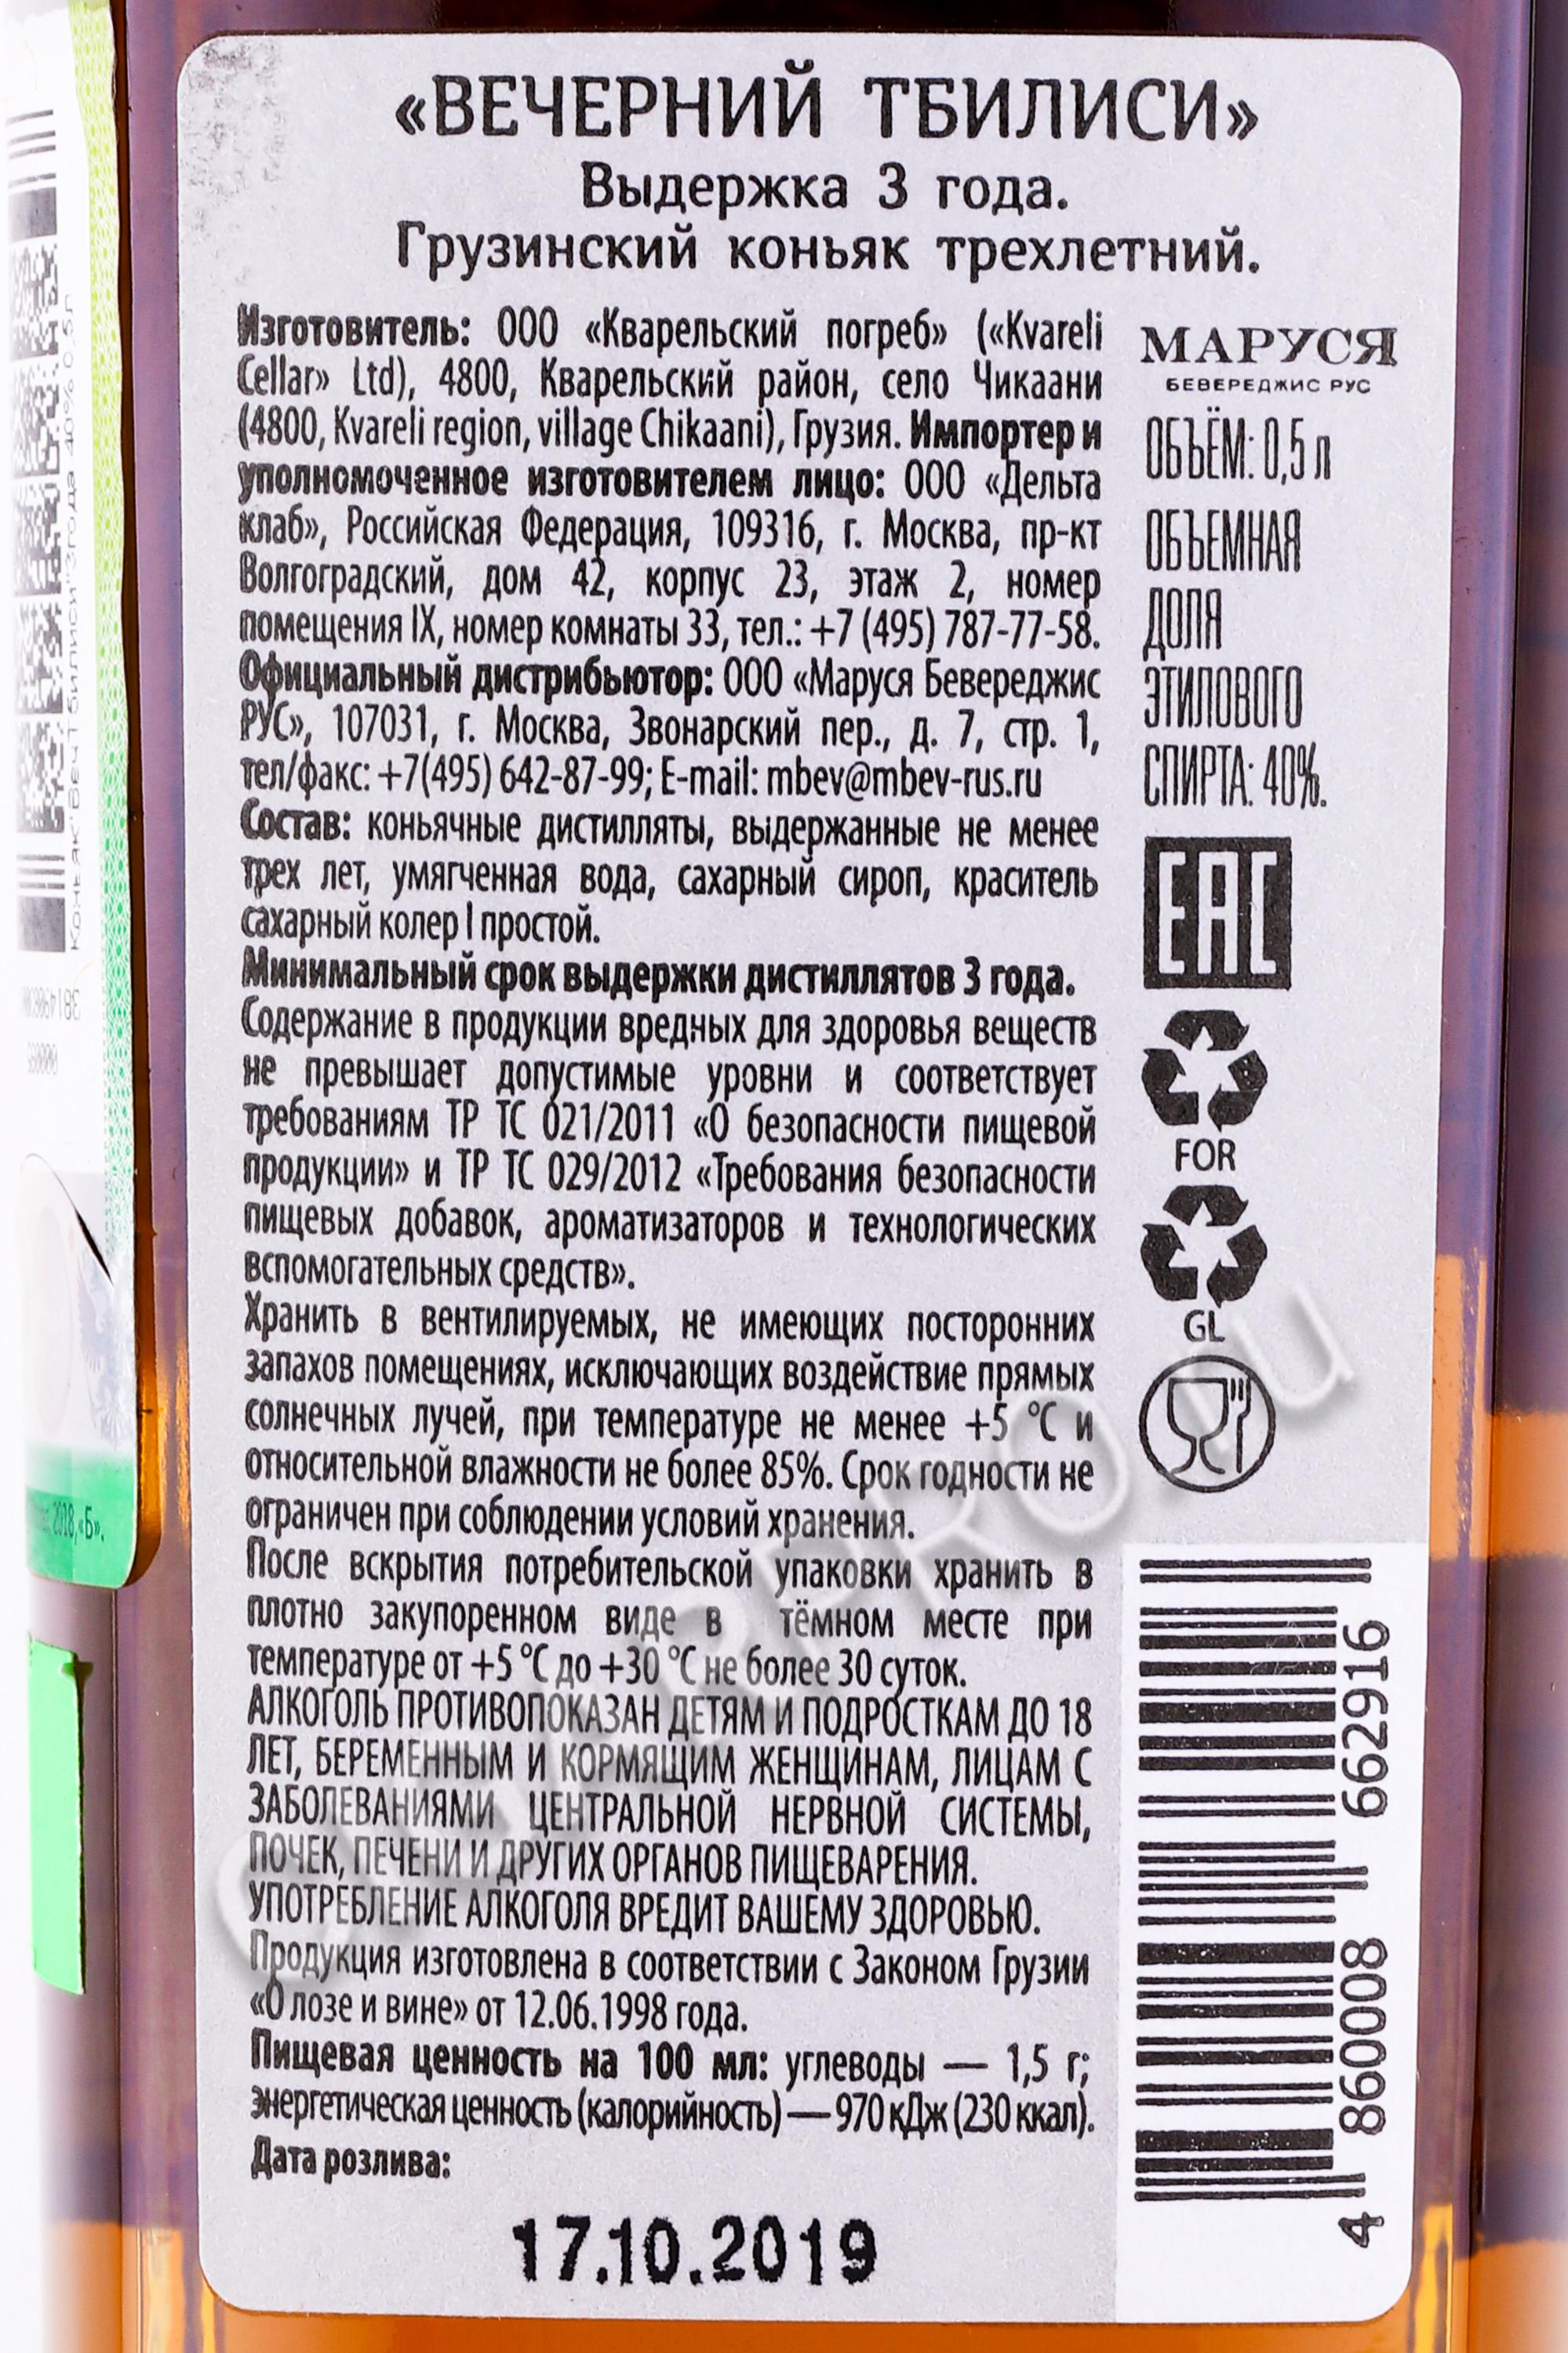 «ВЕЧЕРНИЙ ТБИЛИСИ»
Выдержка 3 года.
Грузинский коньяк трехлетний.
Изготовитель: ООО «Кварельский погреб» («Kvareli
Cellar» Ltd), 4800, Кварельский район, село Чикаани
(4800, Kvareli region, village Chikaani), Грузия. Импортер и
уполномоченное изготовителем лицо: ООО «Дельта
клаб», Российская Федерация, 109316, г. Москва, пр-кт
Волгоградский, дом 42, корпус 23, этаж 2, номер
помещения IX, номер комнаты 33, тел.: +7 (495) 787-77-58.
Официальный дистрибьютор: ООО «Маруся Бевереджис
РУС», 107031, г. Москва, Звонарский пер., д. 7, стр. 1,
тел/факс: +7(495) 642-87-99; E-mail: mbev@mbev-rus.ru
Состав: коньячные дистилляты, выдержанные не менее
трех лет, умягченная вода, сахарный сироп, краситель
сахарный колер I простой.
Минимальный срок выдержки дистиллятов 3 года.
Содержание в продукции вредных для здоровья веществ
не превышает допустимые уровни и соответствует
требованиям ТР ТС 021/2011 «О безопасности пищевой
продукции» и ТР ТС 029/2012 «Требования безопасности
пищевых добавок, ароматизаторов и технологических
вспомогательных средств».
Хранить в вентилируемых, не имеющих посторонних
запахов помещениях, исключающих воздействие прямых
солнечных лучей, при температуре не менее +5 °С и
относительной влажности не более 85%. Срок годности не
ограничен при соблюдении условий хранения.
После вскрытия потребительской упаковки хранить в
плотно закупоренном виде в тёмном месте при
температуре от +5 °С до +30 °С не более 30 суток.
АЛКОГОЛЬ ПРОТИВОПОКАЗАН ДЕТЯМ И ПОДРОСТКАМ ДО 18
ЛЕТ, БЕРЕМЕННЫМ И КОРМЯЩИМ ЖЕНЩИНАМ, ЛИЦАМ С
ЗАБОЛЕВАНИЯМИ ЦЕНТРАЛЬНОЙ НЕРВНОЙ СИСТЕМЫ,
ПОЧЕК, ПЕЧЕНИ И ДРУГИХ ОРГАНОВ ПИЩЕВАРЕНИЯ.
УПОТРЕБЛЕНИЕ АЛКОГОЛЯ ВРЕДИТ ВАШЕМУ ЗДОРОВЬЮ.
Продукция изготовлена в соответствии с Законом Грузии
«О лозе и вине» от 12.06.1998 года.
Пищевая ценность на 100 мл: углеводы — 1,5 г;
энергетическая ценность (калорийность) — 970 кДж (230 ккал).
Дата розлива:
17.10.2019
МАРУСЯ
БЕВЕРЕДЖИС РУС
ОБЪЁМ: 0,5 л
ОБЪЕМНАЯ
ДОЛЯ
ЭТИЛОВОГО
СПИРТА: 40%.
EAC
FOR
GL
4 860008 662916
2018, «Б».